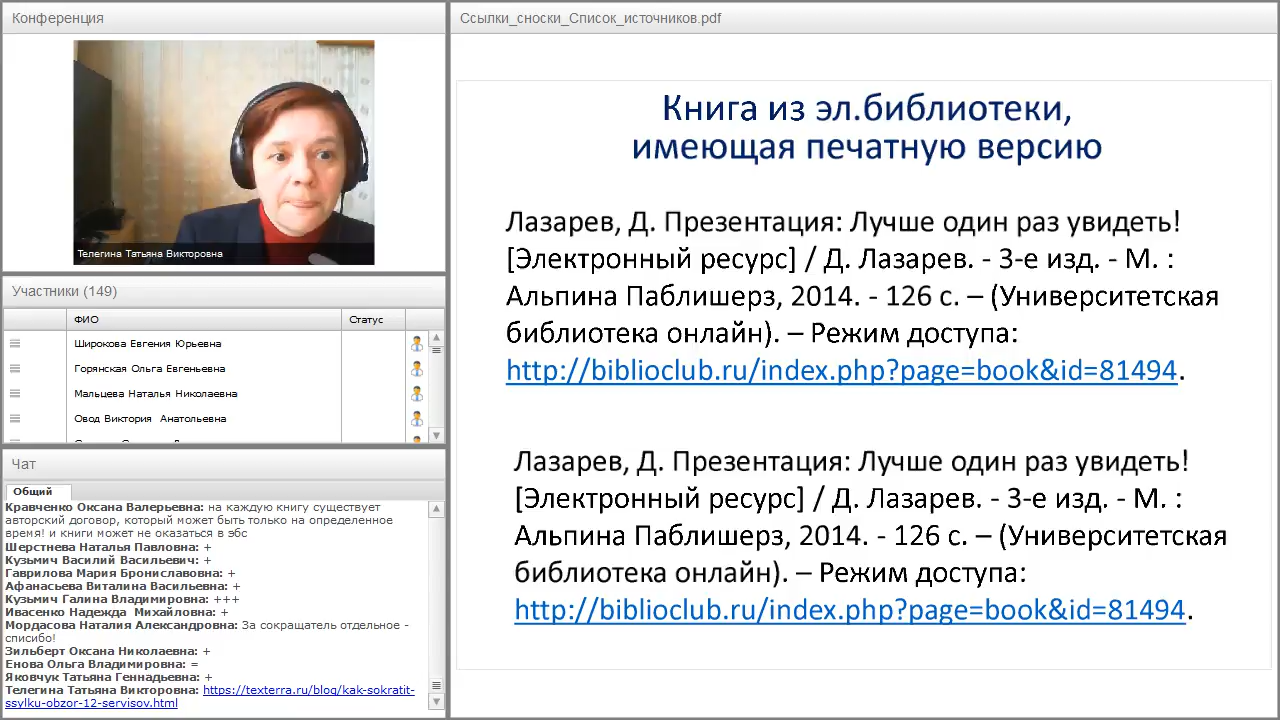 Конференция
Телегина Татьяна Викторовна
Участники (149)
ФИО
Статус
Широкова Евгения Юрьевна
Горянская Ольга Евгеньевна
Мальцева Наталья Николаевна
Овод Виктория Анатольевна
Чат
Общий
Кравченко Оксана Валерьевна: на каждую книгу существует
авторский договор, который может быть только на определенное
время! и книги может не оказаться в эбс
Шерстнева Наталья Павловна: +
Кузьмич Василий Васильевич: +
Гаврилова Мария Брониславовна: +
Афанасьева Виталина Васильевна: +
Кузьмич Галина Владимировна: +++
Ивасенко Надежда Михайловна: +
Мордасова Наталия Александровна: За сокращатель отдельное -
списибо!
Зильберт Оксана Николаевна: +
Енова Ольга Владимировна: =
Яковчук Татьяна Геннадьевна: +
Телегина Татьяна Викторовна: https://texterra.ru/blog/kak-sokratit-
ssylku-obzor-12-servisov.html
Ссылки_сноски_Список_источников.pdf
Книга из эл.библиотеки,
имеющая печатную версию
Лазарев, Д. Презентация: Лучше один раз увидеть!
[Электронный ресурс] / Д. Лазарев. - 3-е изд. - М. :
Альпина Паблишерз, 2014. - 126 с. – (Университетская
библиотека онлайн). – Режим доступа:
http://biblioclub.ru/index.php?page=book&id=81494.
Лазарев, Д. Презентация: Лучше один раз увидеть!
[Электронный ресурс] / Д. Лазарев. - 3-е изд. - М. :
Альпина Паблишерз, 2014. - 126 с. – (Университетская
библиотека онлайн). – Режим доступа:
http://biblioclub.ru/index.php?page=book&id=81494.